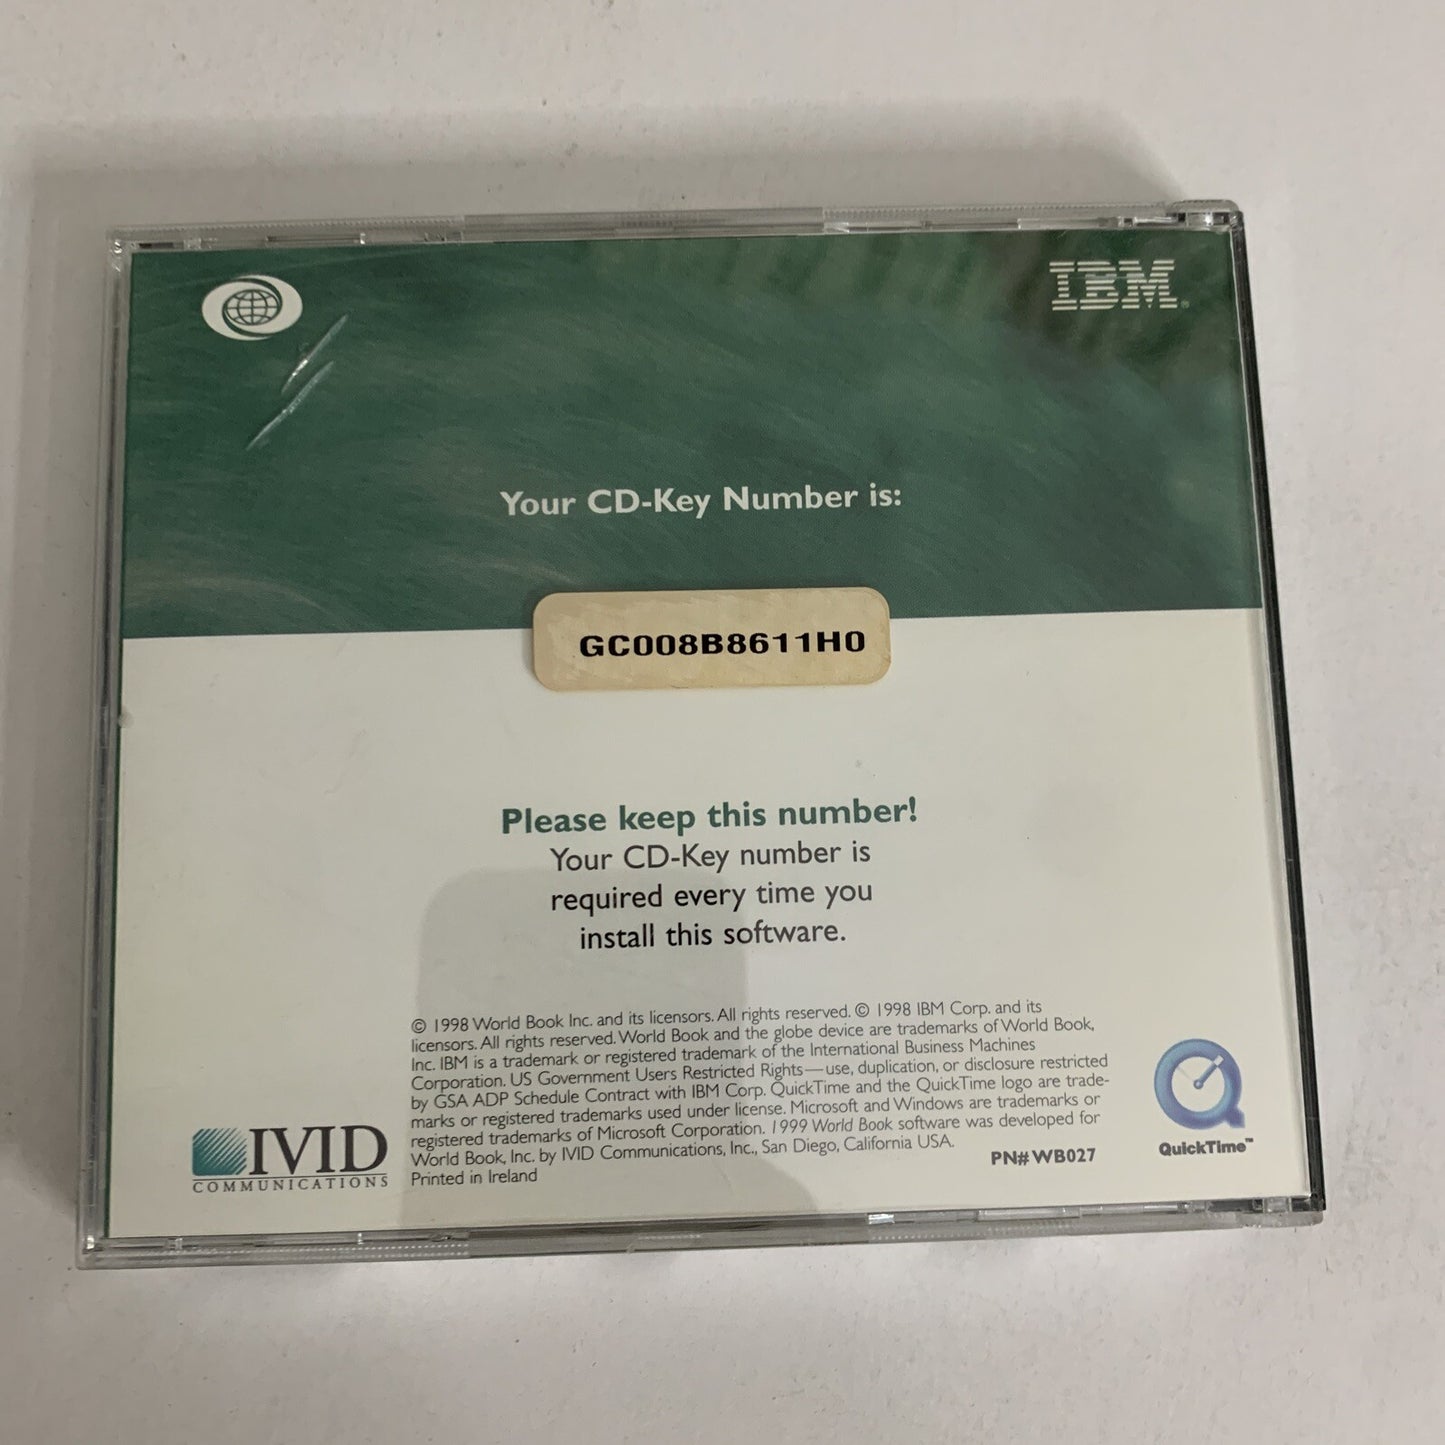 IBM®
Your CD-Key Number is:
GC008B8611H0
Please keep this number!
Your CD-Key number is
required every time you
install this software.
© 1998 World Book Inc. and its licensors. All rights reserved. © 1998 IBM Corp. and its
licensors. All rights reserved. World Book and the globe device are trademarks of World Book,
Inc. IBM is a trademark or registered trademark of the International Business Machines
Corporation. US Government Users Restricted Rights—use, duplication, or disclosure restricted
by GSA ADP Schedule Contract with IBM Corp. QuickTime and the QuickTime logo are trade-
marks or registered trademarks used under license. Microsoft and Windows are trademarks or
registered trademarks of Microsoft Corporation. 1999 World Book software was developed for
World Book, Inc. by IVID Communications, Inc., San Diego, California USA.
Printed in Ireland
PN# WB027
IVID
COMMUNICATIONS
QuickTime™